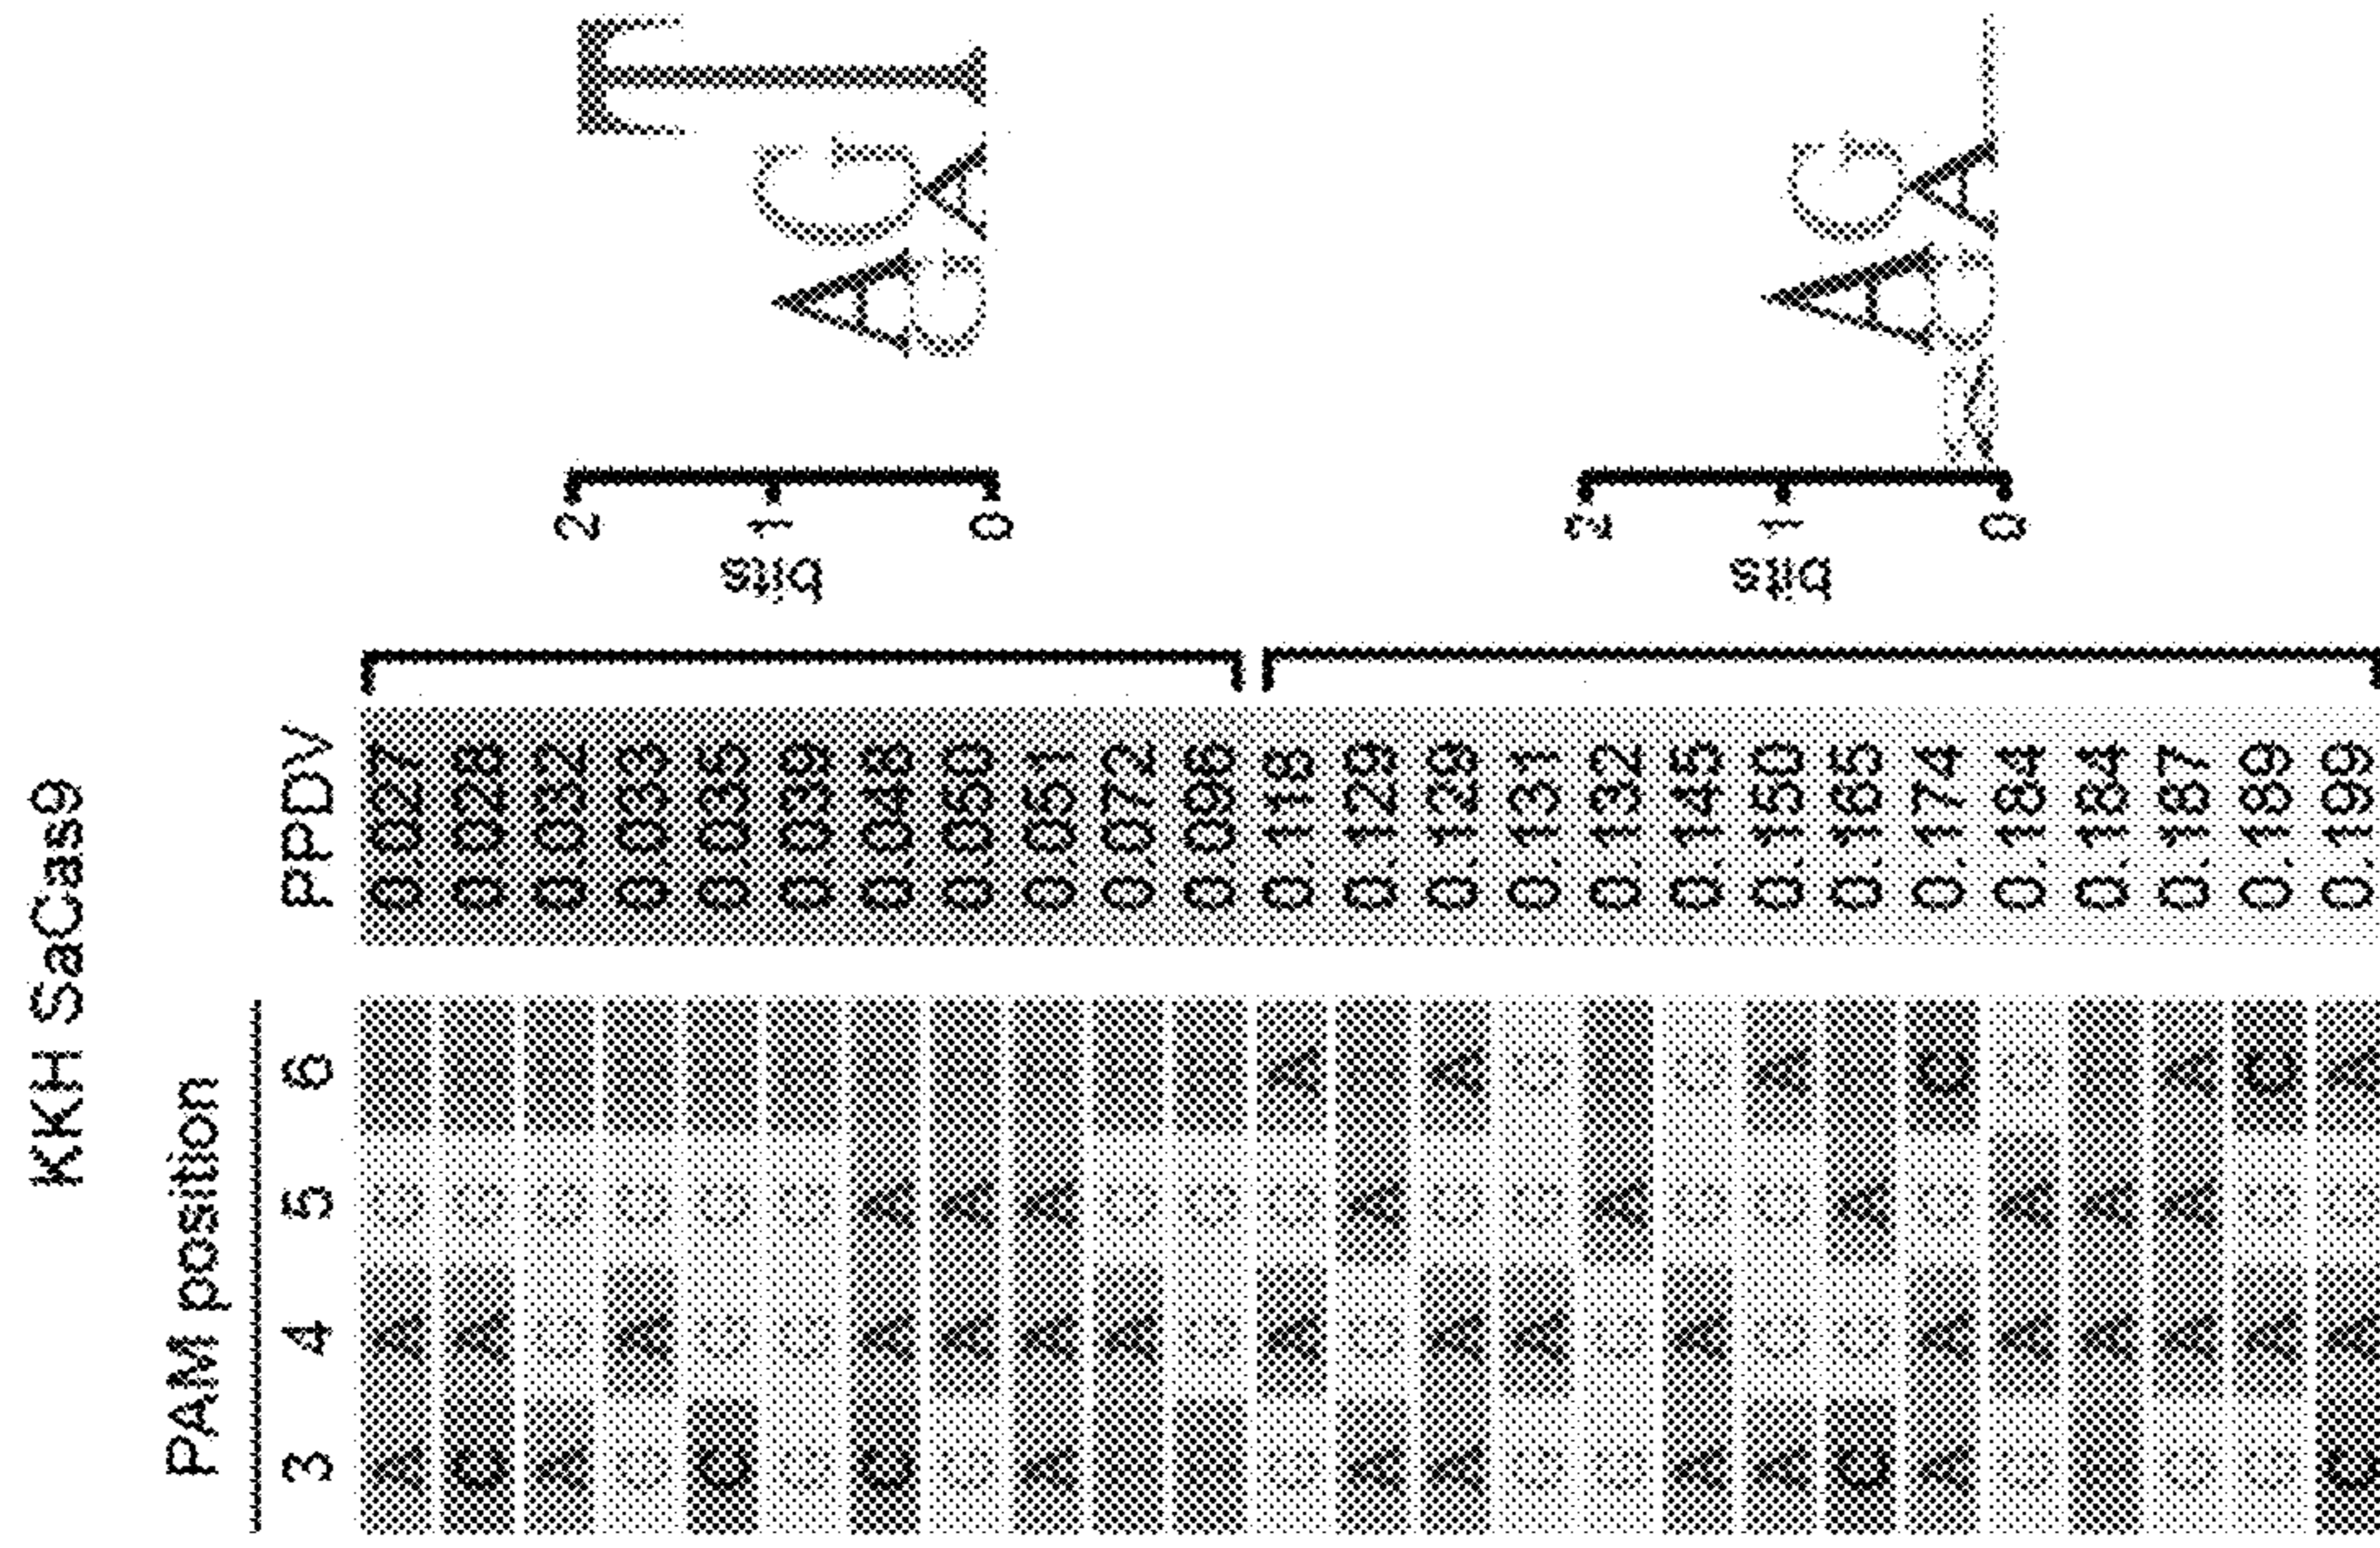 KKH SaCas9
PAM position
3 4 5 6 PPDV
A A G 0.027
C A G 0.028
A G G 0.032
G A G 0.033
C G G 0.035
G G G 0.039
C A A 0.048
G A A 0.050
A A A 0.051
A G 0.072
G G 0.096
G A G A 0.118
A G A 0.129
A A G A 0.129
G A G G 0.131
G G A 0.132
A A G G 0.145
A G G A 0.150
C G A 0.165
A A G C 0.174
G A A G 0.184
A A 0.184
G A A A 0.187
G A G C 0.189
C A G A 0.199
bits
2
1
0
A G T
G A
bits
2
1
0
A G
G A